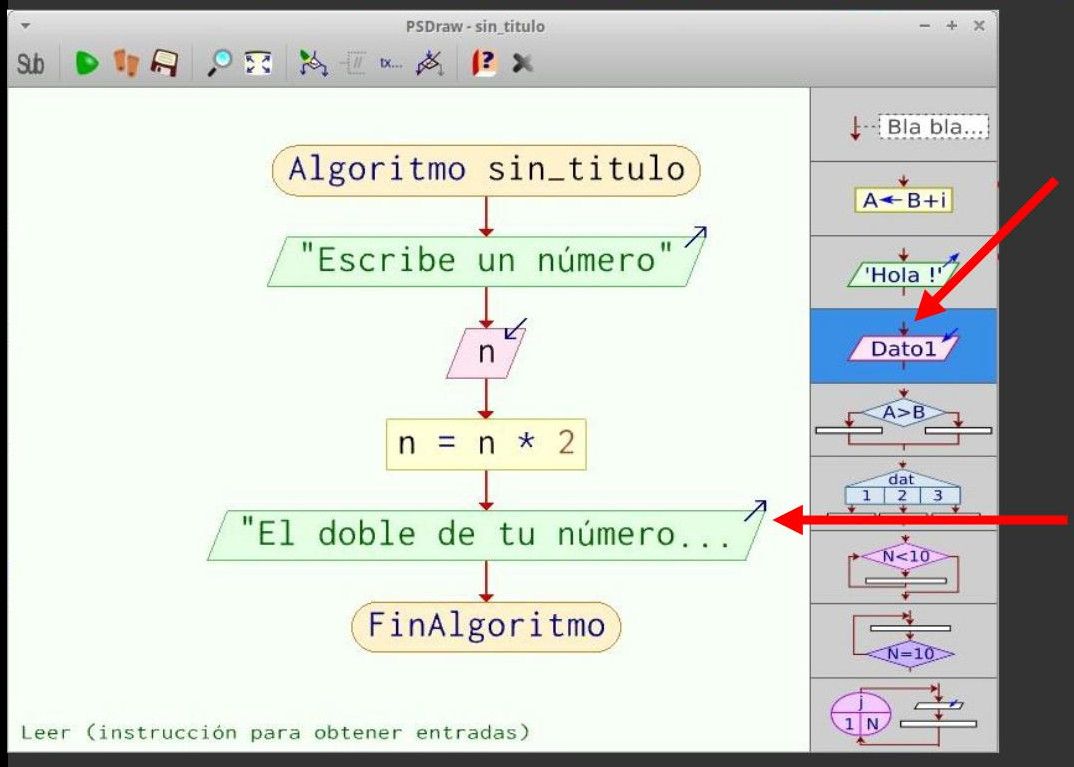 PSDraw - sin_titulo
Sub
//
tx...
?
Algoritmo sin_titulo
"Escribe un número"
n
n = n * 2
"El doble de tu número...
FinAlgoritmo
Leer (instrucción para obtener entradas)
Bla bla...
A←B+i
'Hola !'
Dato1
A>B
dat
1 2 3
N<10
N=10
j
1 N